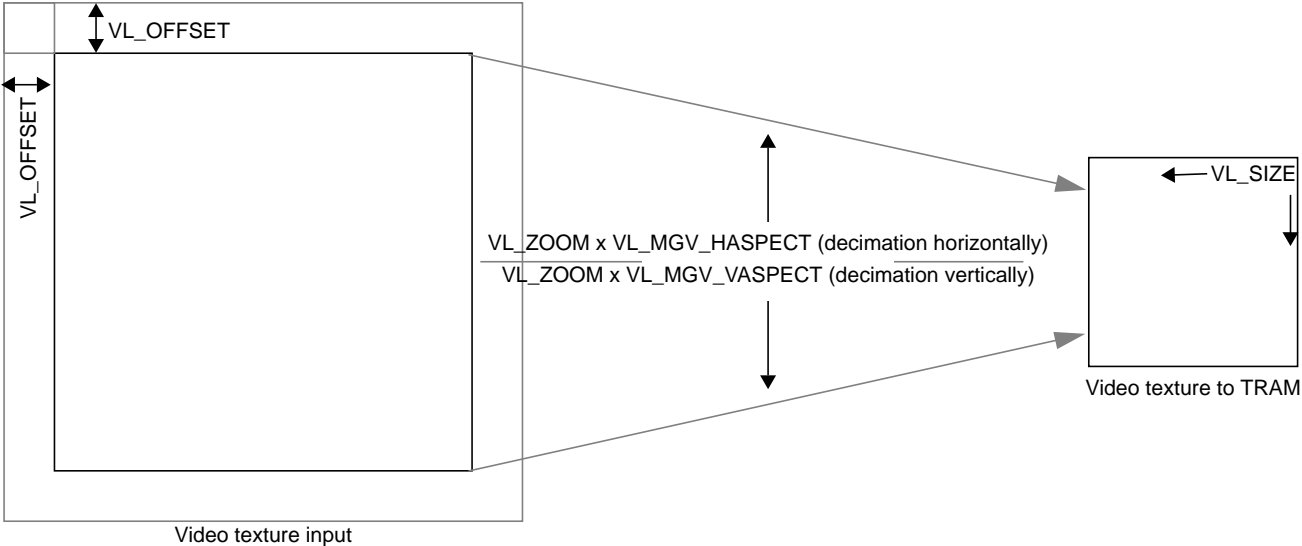 VL_OFFSET
VL_OFFSET
VL_ZOOM x VL_MGV_HASPECT (decimation horizontally)
VL_ZOOM x VL_MGV_VASPECT (decimation vertically)
VL_SIZE
Video texture to TRAM
Video texture input